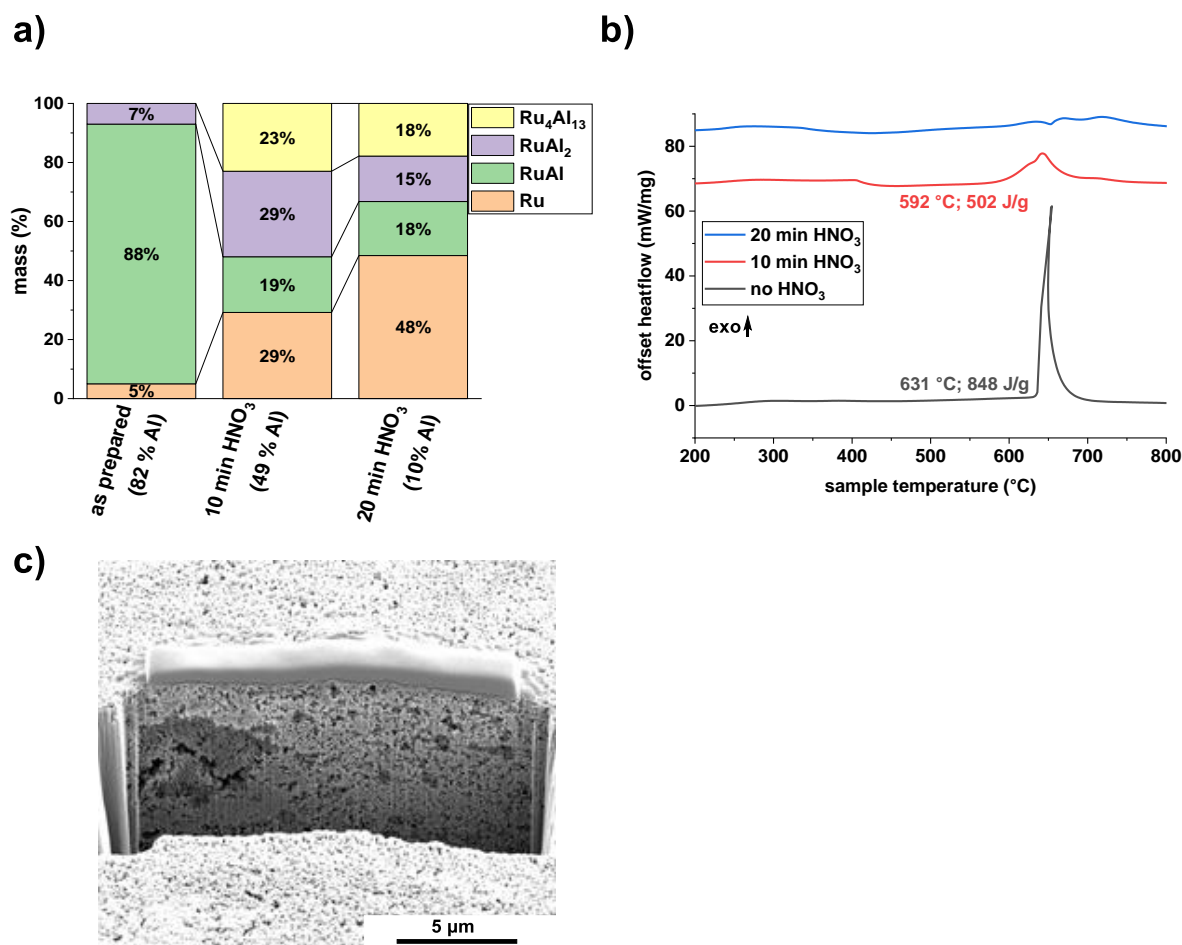 a)
mass (%)
100
80
60
40
20
0
7%
88%
5%
23%
29%
19%
29%
18%
15%
18%
48%
Ru₄Al₁₃
RuAl₂
RuAl
Ru
as prepared
(82 % Al)
10 min HNO₃
(49 % Al)
20 min HNO₃
(10% Al)
b)
offset heatflow (mW/mg)
80
60
40
20
0
592 °C; 502 J/g
20 min HNO₃
10 min HNO₃
no HNO₃
exo
631 °C; 848 J/g
200
300
400
500
600
700
800
sample temperature (°C)
c)
5 µm